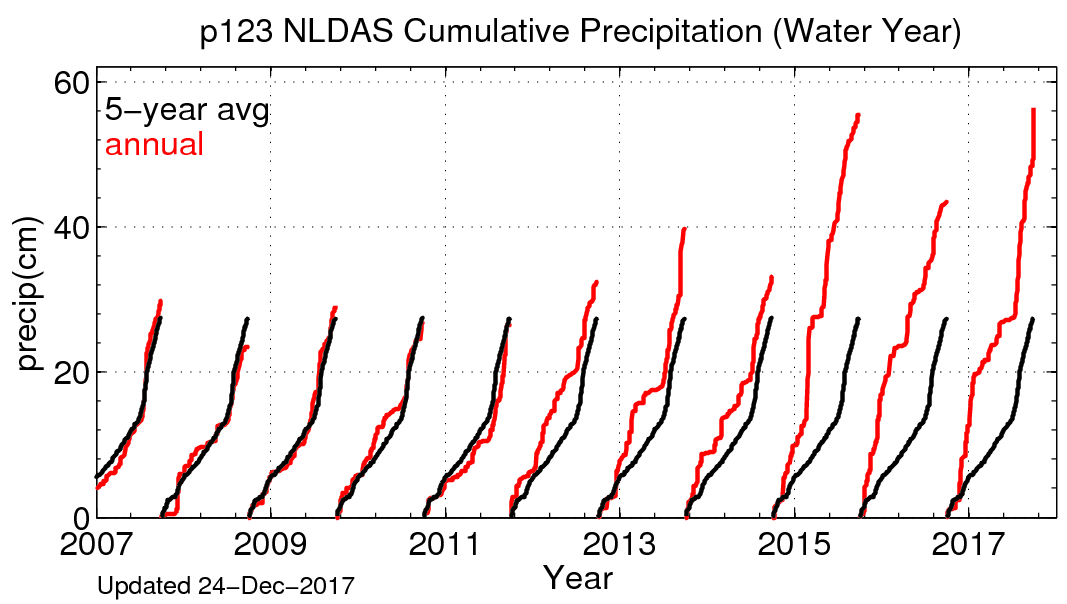 p123 NLDAS Cumulative Precipitation (Water Year)
60
5−year avg
annual
40
precip(cm)
20
0
2007 2009 2011 2013 2015 2017
Year
Updated 24−Dec−2017